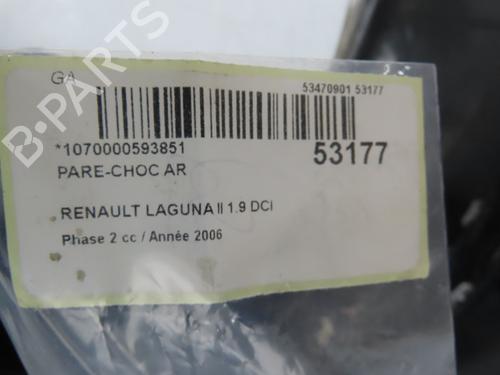 GA
53470901 53177
*1070000593851
53177
PARE-CHOC AR
RENAULT LAGUNA II 1.9 DCI
Phase 2 cc / Année 2006
B-PARTS